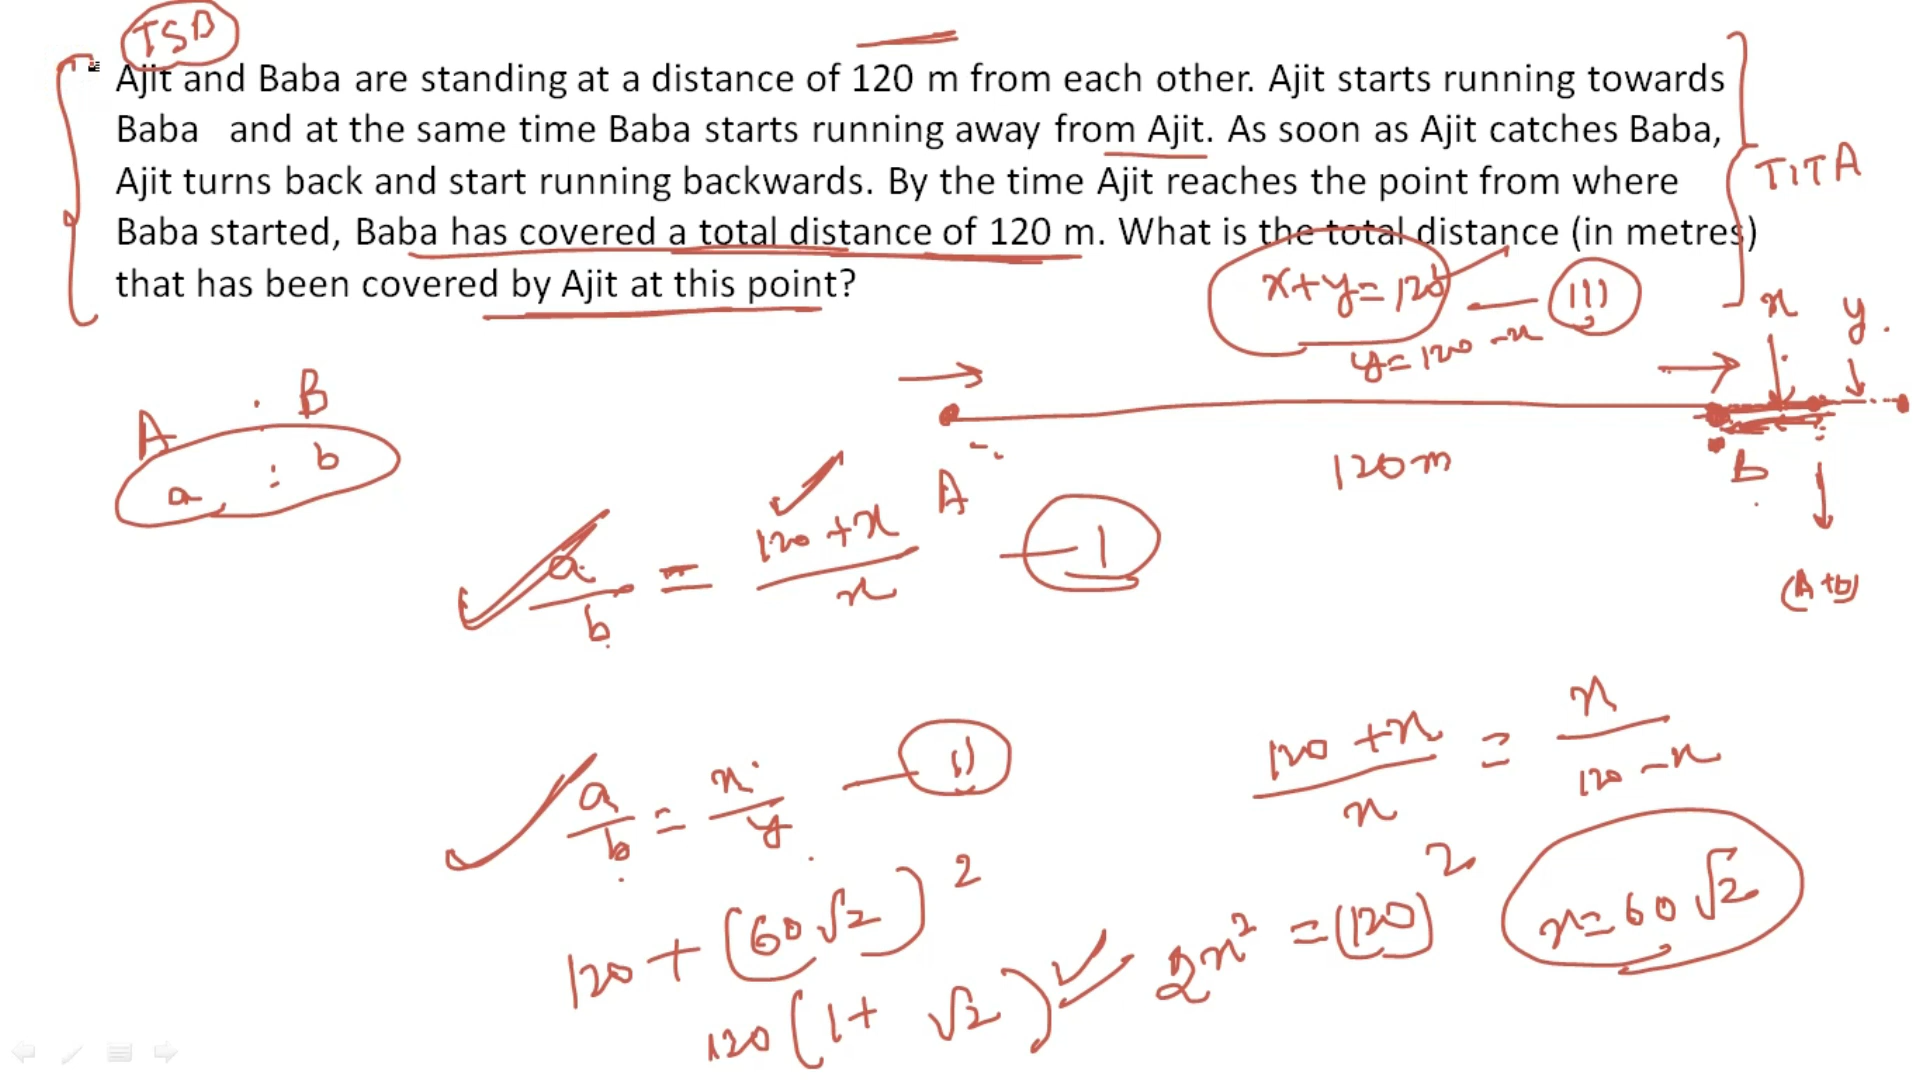 TSD
Ajit and Baba are standing at a distance of 120 m from each other. Ajit starts running towards
Baba and at the same time Baba starts running away from Ajit. As soon as Ajit catches Baba,
Ajit turns back and start running backwards. By the time Ajit reaches the point from where
Baba started, Baba has covered a total distance of 120 m. What is the total distance (in metres)
that has been covered by Ajit at this point?
TITA
x+y=120 — III
y=120-x
x y
A B
a : b
A 120m B
(A+B)
a/b = (120+x)/x — I
a/b = x/y — II
(120+x)/x = x/(120-x)
2x² = (120)²
x=60√2
120+(60√2)2
120(1+√2)